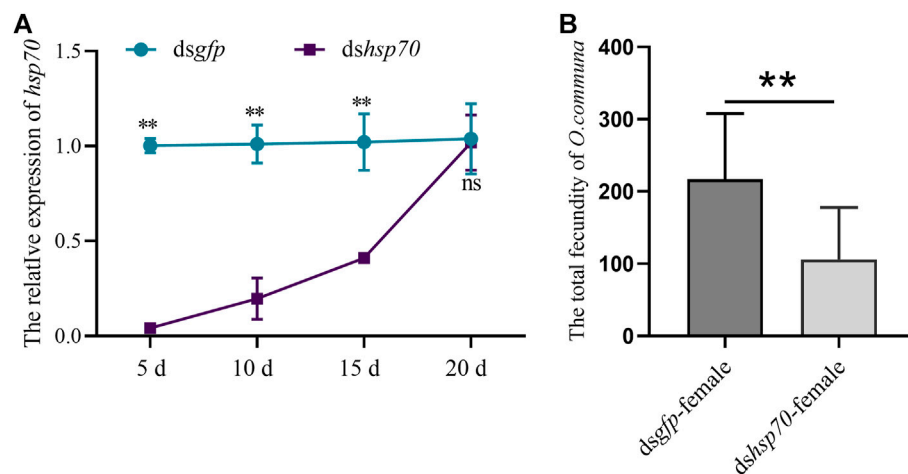 A
The relatIve expression of hsp70
dsgfp
dshsp70
1.5
1.0
0.5
0.0
**
**
**
ns
5 d
10 d
15 d
20 d
B
The total fecundity of O.communa
400
300
200
100
0
**
dsgfp-female
dshsp70-female